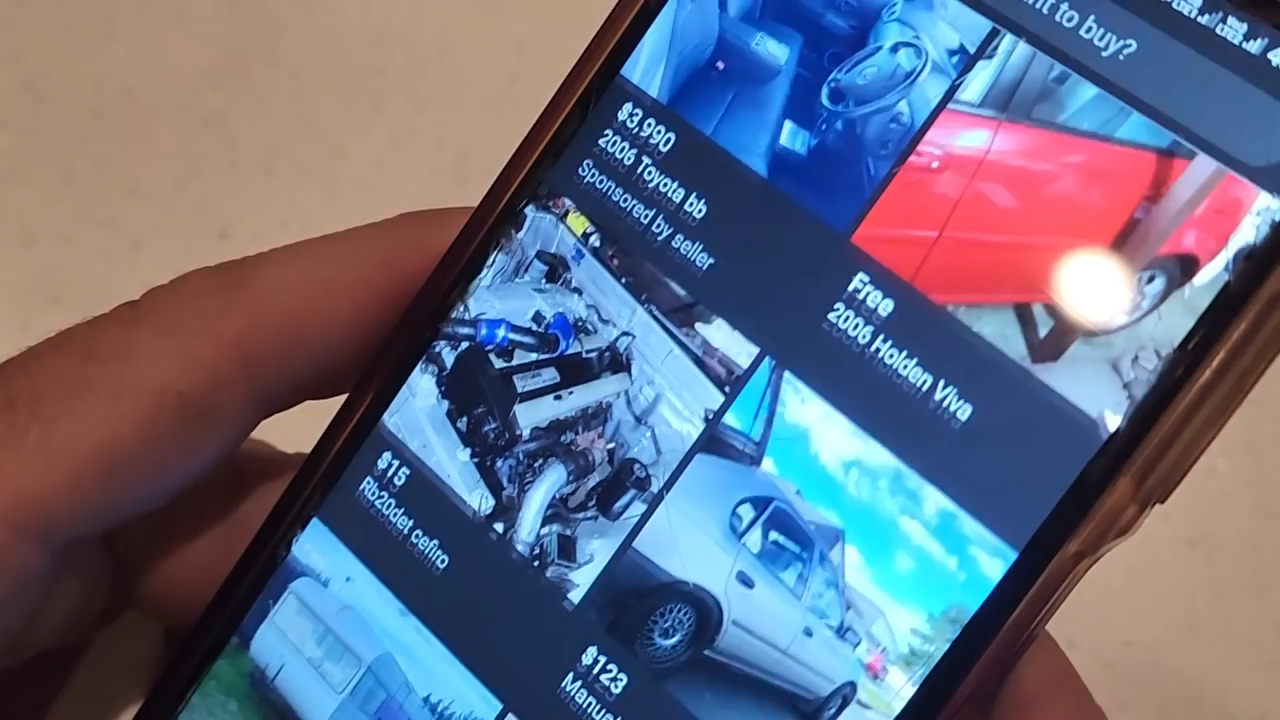 nt to buy?
$3,990
2006 Toyota bb
Sponsored by seller
Free
2006 Holden Viva
$15
Rb20det cefiro
$123
Manua